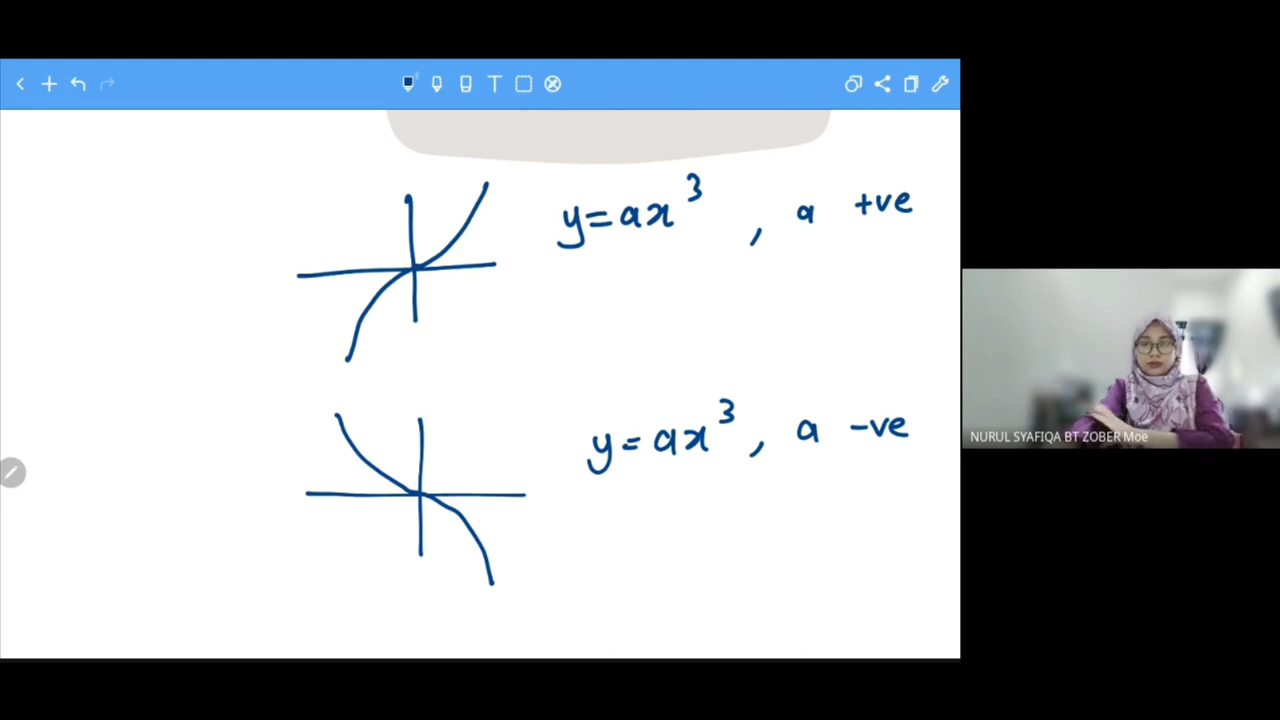 y=ax³ , a +ve
NURUL SYAFIQA BT ZOBER Moe
y=ax³, a -ve